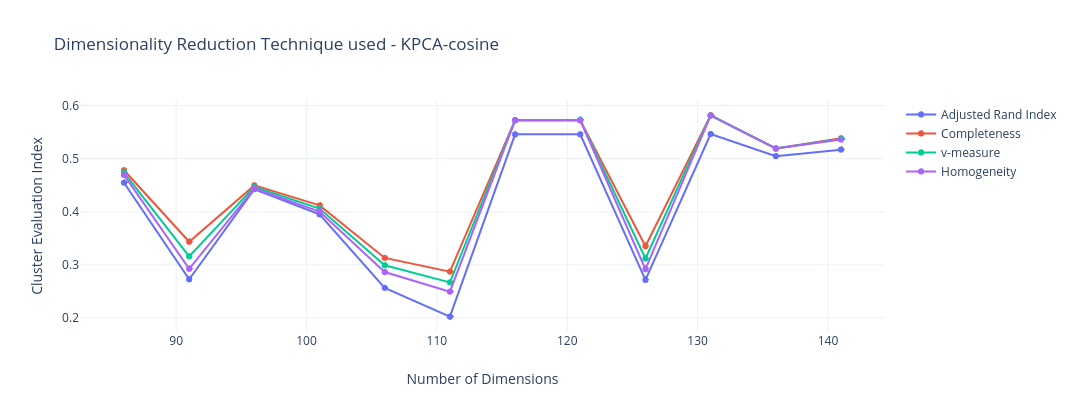 Dimensionality Reduction Technique used - KPCA-cosine
Cluster Evaluation Index
0.6
0.5
0.4
0.3
0.2
90
100
110
120
130
140
Number of Dimensions
Adjusted Rand Index
Completeness
v-measure
Homogeneity